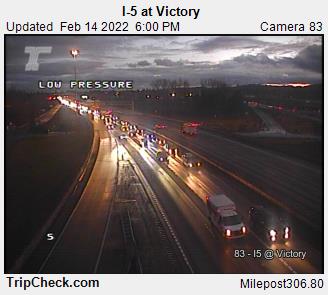 I-5 at Victory
Updated Feb 14 2022 6:00 PM Camera 83
T
LOW PRESSURE
S
83 - I5 @ Victory
TripCheck.com Milepost306.80